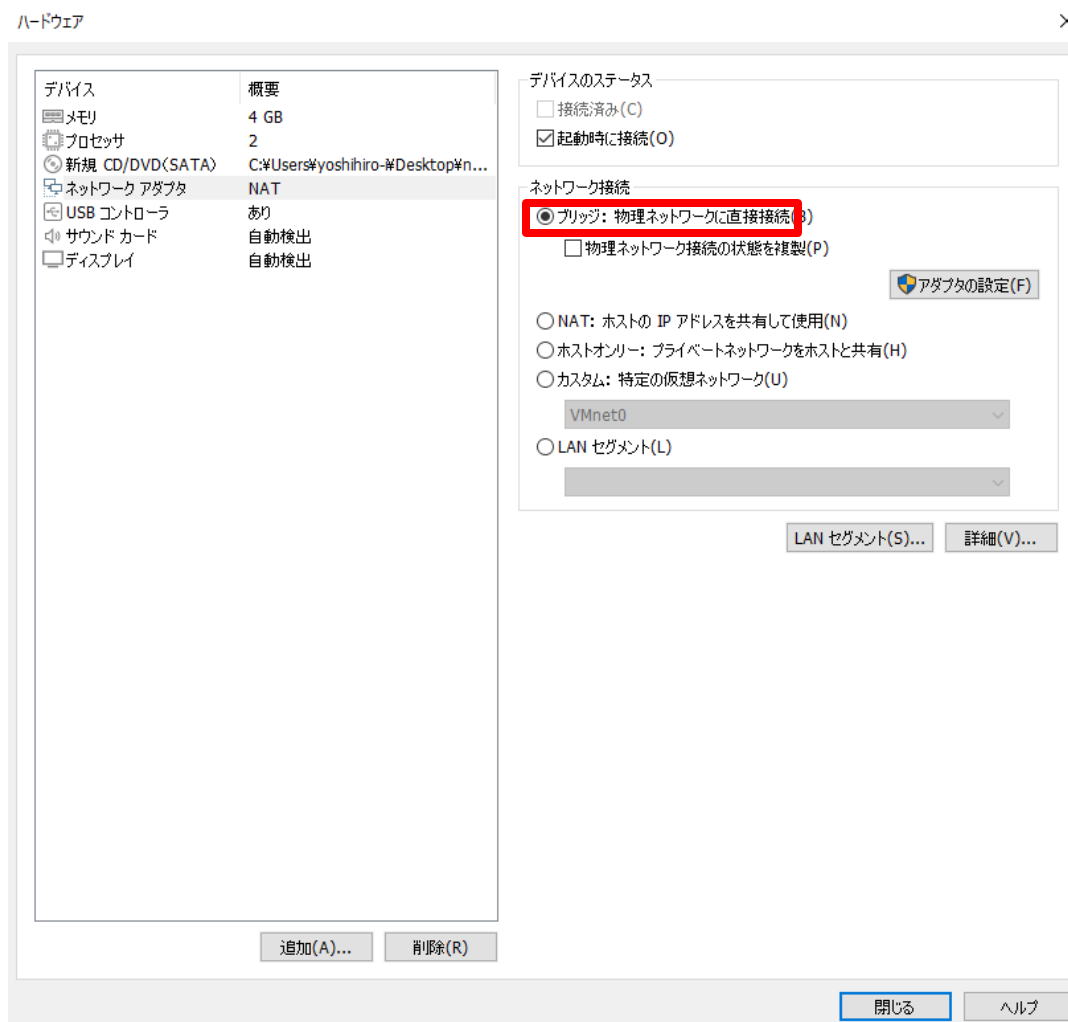 ハードウェア
デバイス 概要
メモリ 4 GB
プロセッサ 2
新規 CD/DVD(SATA) C:¥Users¥yoshihiro-¥Desktop¥n...
ネットワーク アダプタ NAT
USB コントローラ あり
サウンド カード 自動検出
ディスプレイ 自動検出
追加(A)... 削除(R)
デバイスのステータス
接続済み(C)
起動時に接続(O)
ネットワーク接続
ブリッジ: 物理ネットワークに直接接続(B)
物理ネットワーク接続の状態を複製(P)
アダプタの設定(F)
NAT: ホストの IP アドレスを共有して使用(N)
ホストオンリー: プライベートネットワークをホストと共有(H)
カスタム: 特定の仮想ネットワーク(U)
VMnet0
LAN セグメント(L)
LAN セグメント(S)... 詳細(V)...
閉じる ヘルプ